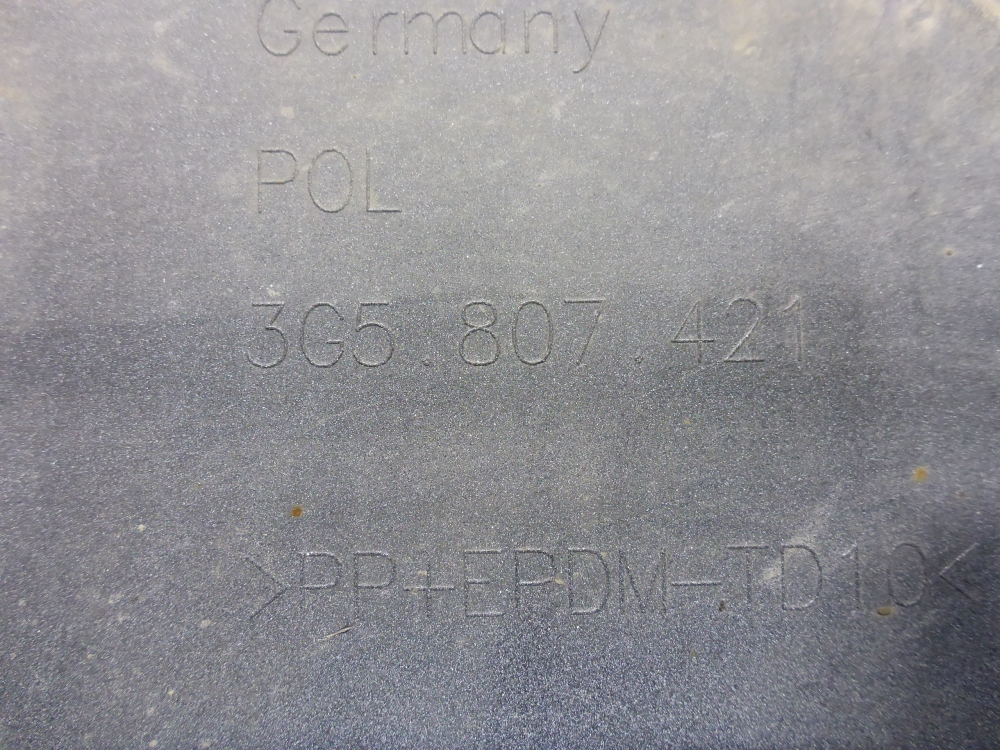 Germany
POL
3G5.807.421
>PP+EPDM-TD10<